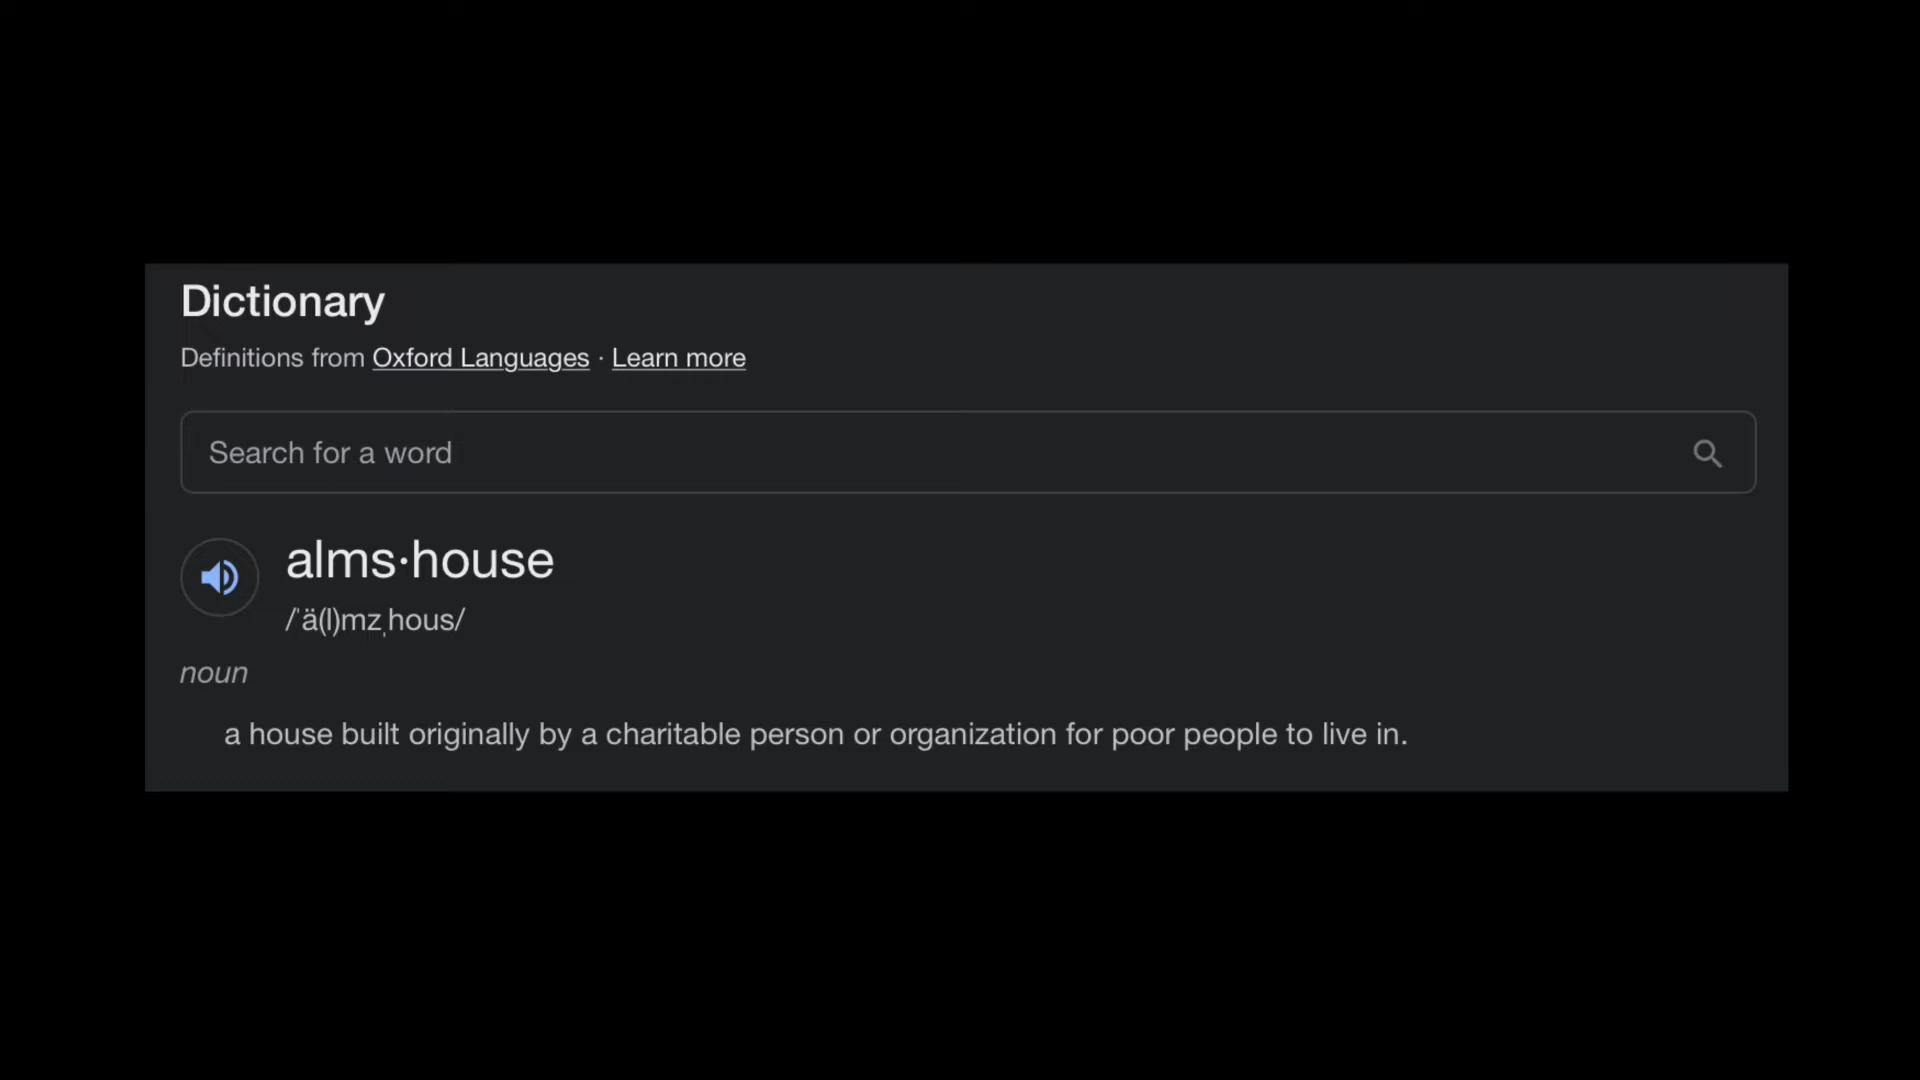 Dictionary
Definitions from Oxford Languages · Learn more
Search for a word
alms·house
/ˈä(l)mzˌhous/
noun
a house built originally by a charitable person or organization for poor people to live in.